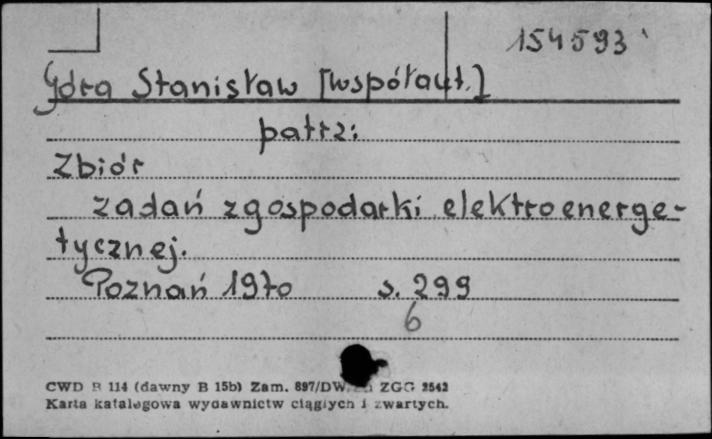 154593
Góra Stanisław [współaut.]
patrz:
Zbiór
zadań z gospodarki elektroenerge-
tycznej.
Poznań 1970 s. 299
6
CWD B 114 (dawny B 15b) Zam. 897/DW ZGG 2542
Karta katalogowa wydawnictw ciągłych i zwartych.